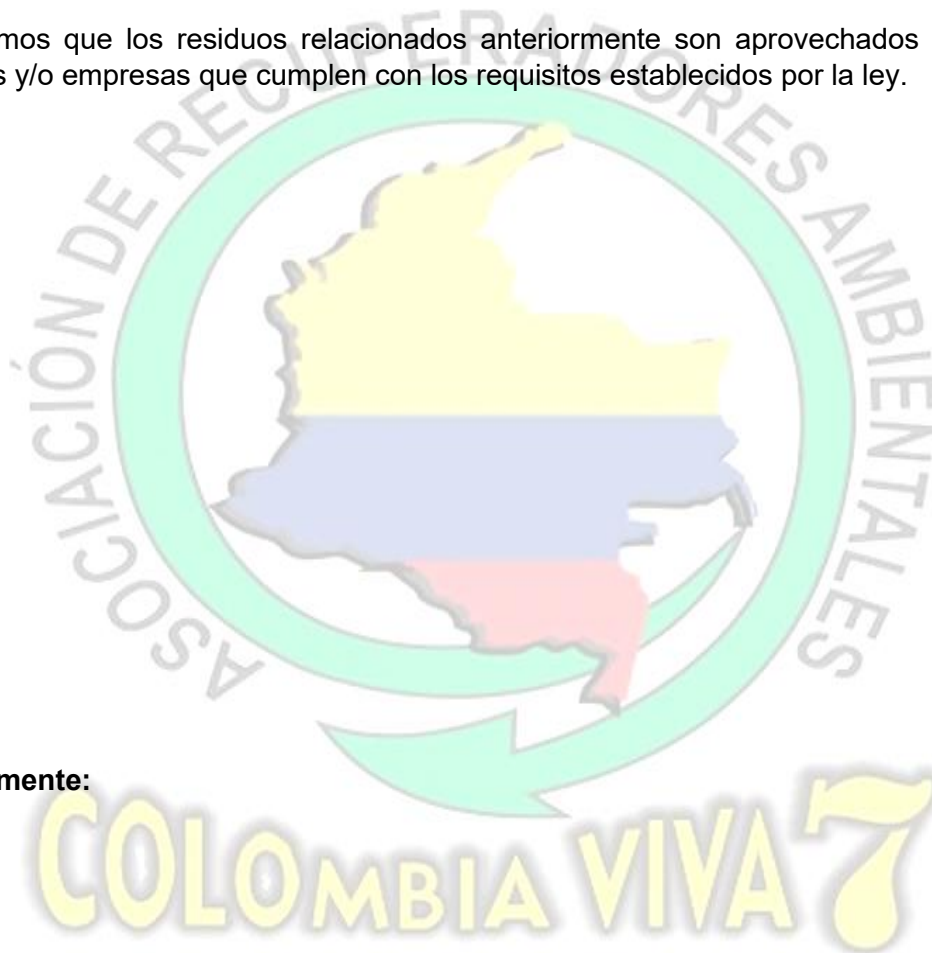 mos que los residuos relacionados anteriormente son aprovechados
s y/o empresas que cumplen con los requisitos establecidos por la ley.
ASOCIACIÓN DE RECUPERADORES AMBIENTALES
mente:
COLOMBIA VIVA 7